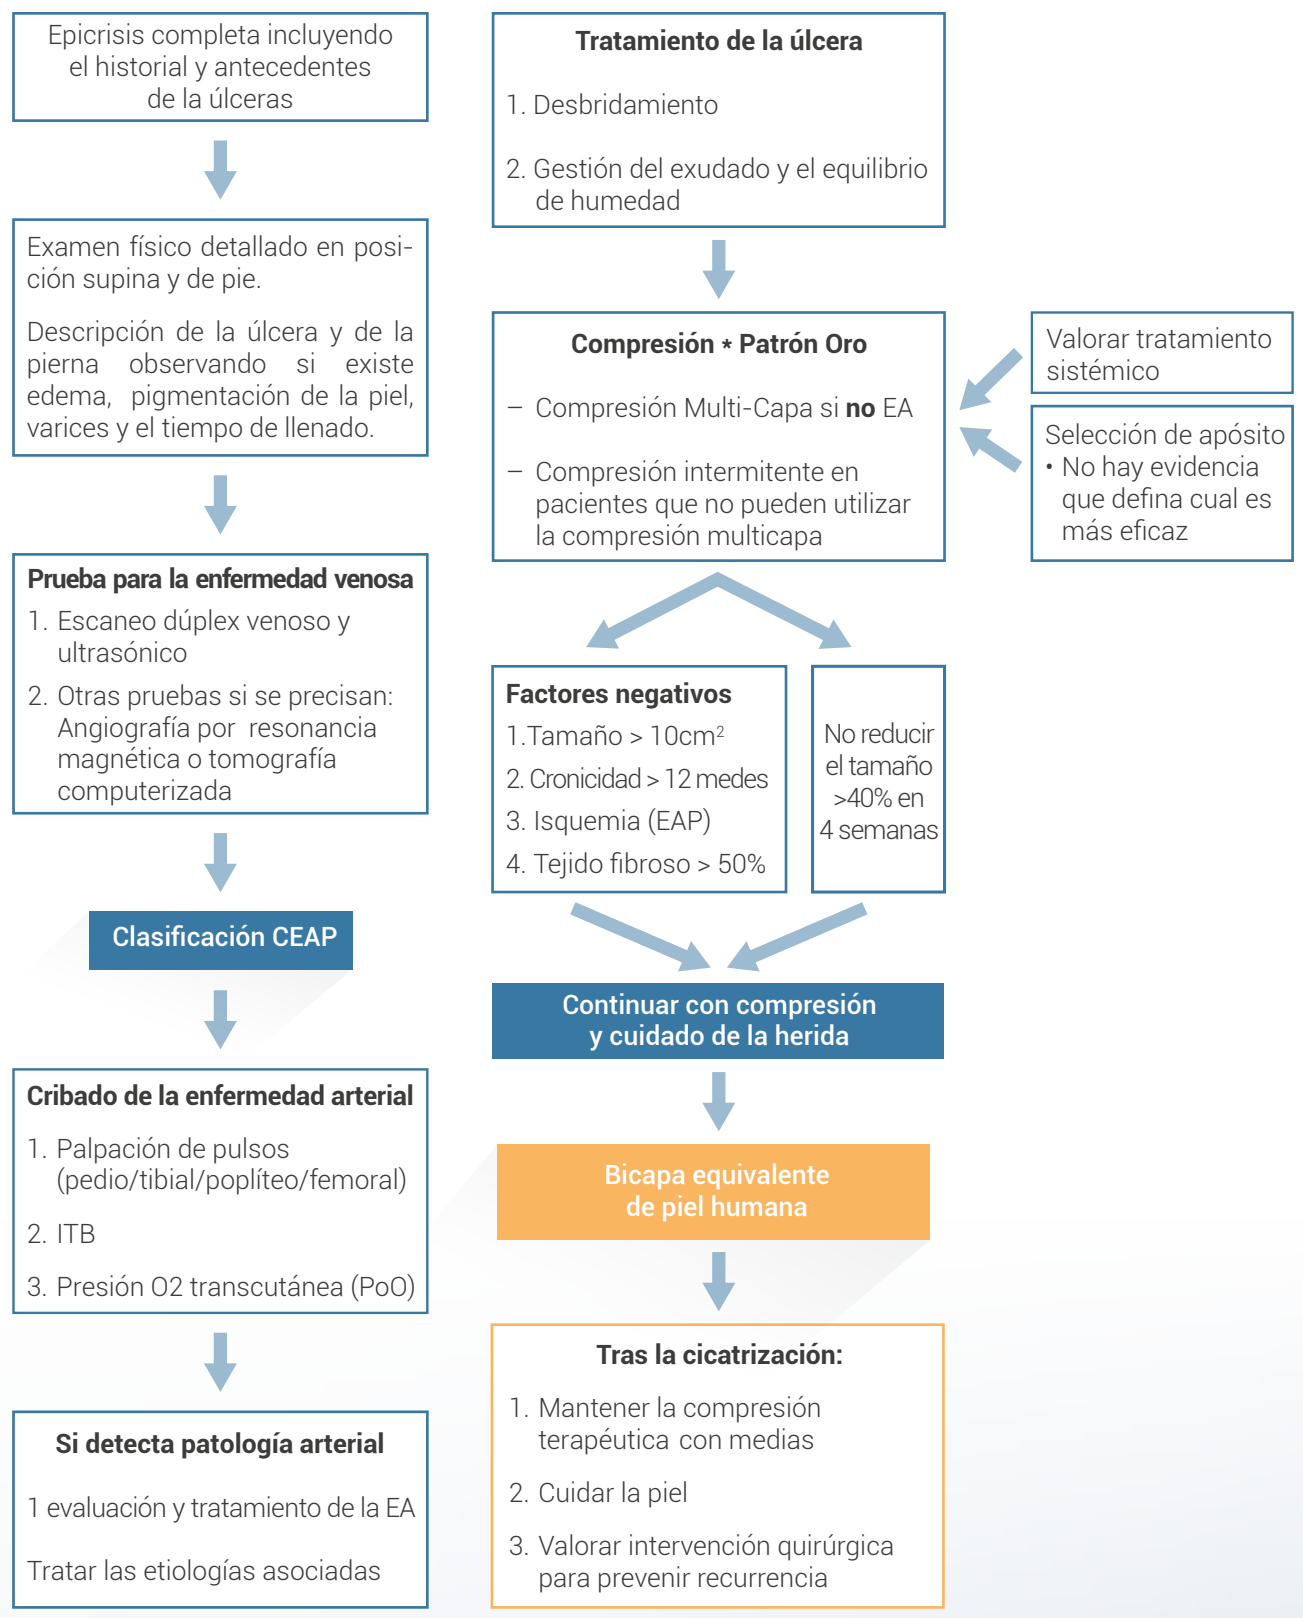 Epicrisis completa incluyendo
el historial y antecedentes
de la úlceras
Examen físico detallado en posi-
ción supina y de pie.
Descripción de la úlcera y de la
pierna observando si existe
edema, pigmentación de la piel,
varices y el tiempo de llenado.
Prueba para la enfermedad venosa
1. Escaneo dúplex venoso y
ultrasónico
2. Otras pruebas si se precisan:
Angiografía por resonancia
magnética o tomografía
computerizada
Clasificación CEAP
Cribado de la enfermedad arterial
1. Palpación de pulsos
(pedio/tibial/poplíteo/femoral)
2. ITB
3. Presión O2 transcutánea (PoO)
Si detecta patología arterial
1 evaluación y tratamiento de la EA
Tratar las etiologías asociadas
Tratamiento de la úlcera
1. Desbridamiento
2. Gestión del exudado y el equilibrio
de humedad
Compresión * Patrón Oro
– Compresión Multi-Capa si no EA
– Compresión intermitente en
pacientes que no pueden utilizar
la compresión multicapa
Valorar tratamiento
sistémico
Selección de apósito
• No hay evidencia
que defina cual es
más eficaz
Factores negativos
1.Tamaño > 10cm²
2. Cronicidad > 12 medes
3. Isquemia (EAP)
4. Tejido fibroso > 50%
No reducir
el tamaño
>40% en
4 semanas
Continuar con compresión
y cuidado de la herida
Bicapa equivalente
de piel humana
Tras la cicatrización:
1. Mantener la compresión
terapéutica con medias
2. Cuidar la piel
3. Valorar intervención quirúrgica
para prevenir recurrencia